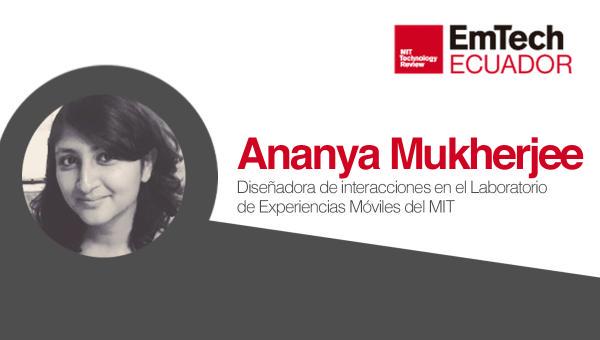 MIT
Technology
Review
EmTech
ECUADOR
Ananya Mukherjee
Diseñadora de interacciones en el Laboratorio
de Experiencias Móviles del MIT